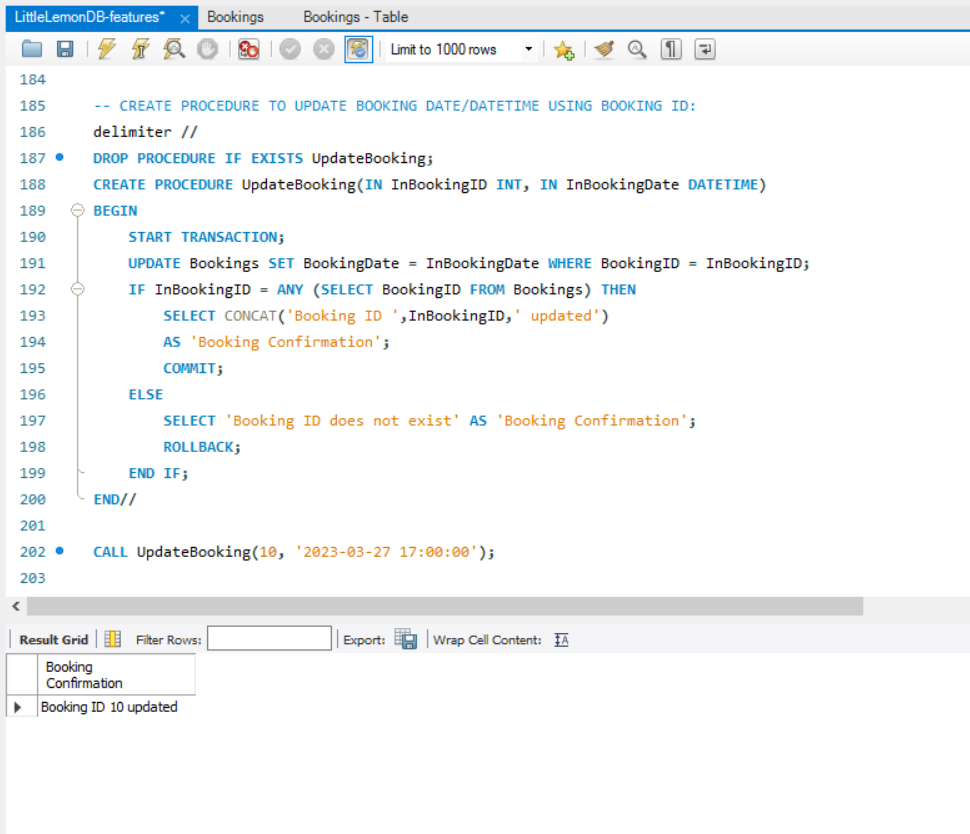 LittleLemonDB-features* × Bookings Bookings - Table
Limit to 1000 rows
184
185 -- CREATE PROCEDURE TO UPDATE BOOKING DATE/DATETIME USING BOOKING ID:
186 delimiter //
187 DROP PROCEDURE IF EXISTS UpdateBooking;
188 CREATE PROCEDURE UpdateBooking(IN InBookingID INT, IN InBookingDate DATETIME)
189 BEGIN
190 START TRANSACTION;
191 UPDATE Bookings SET BookingDate = InBookingDate WHERE BookingID = InBookingID;
192 IF InBookingID = ANY (SELECT BookingID FROM Bookings) THEN
193 SELECT CONCAT('Booking ID ',InBookingID,' updated')
194 AS 'Booking Confirmation';
195 COMMIT;
196 ELSE
197 SELECT 'Booking ID does not exist' AS 'Booking Confirmation';
198 ROLLBACK;
199 END IF;
200 END//
201
202 CALL UpdateBooking(10, '2023-03-27 17:00:00');
203
Result Grid Filter Rows: Export: Wrap Cell Content: IA
Booking
Confirmation
Booking ID 10 updated